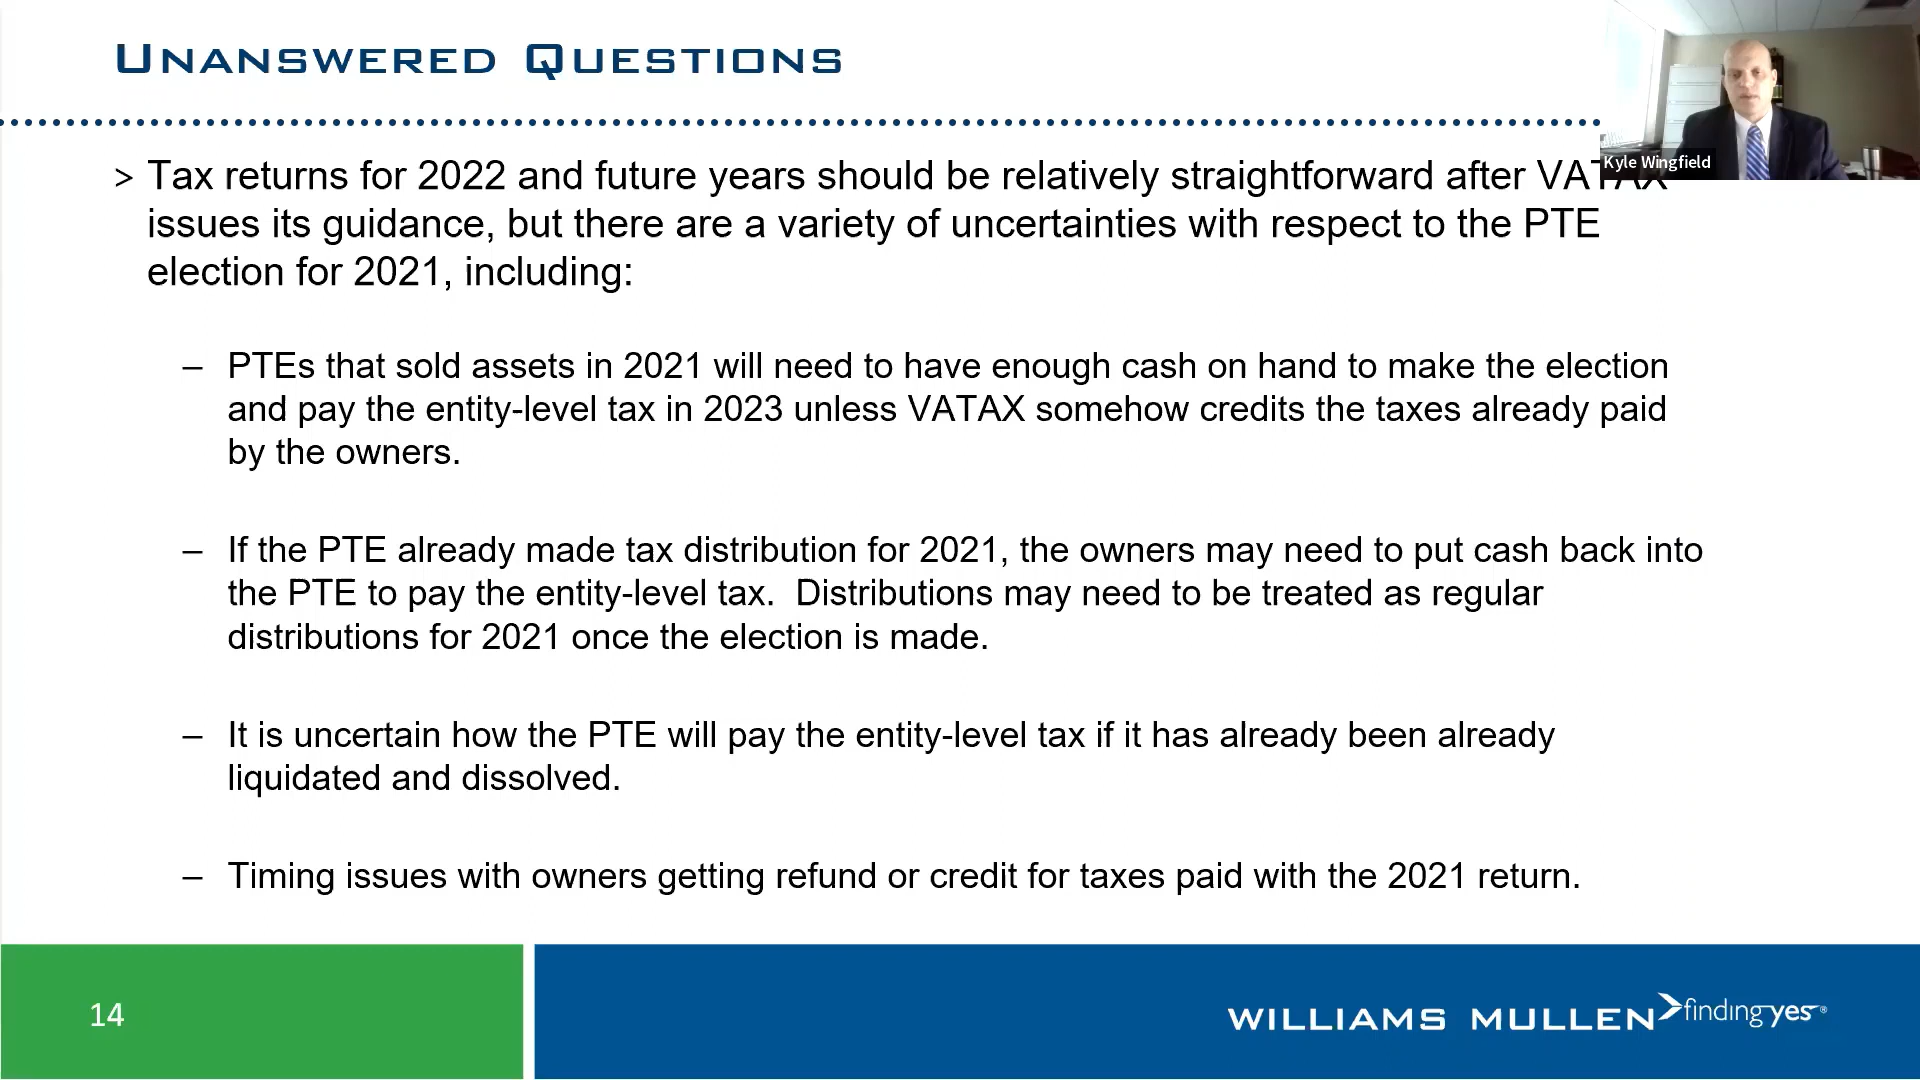 UNANSWERED QUESTIONS
Kyle Wingfield
> Tax returns for 2022 and future years should be relatively straightforward after VATAX
issues its guidance, but there are a variety of uncertainties with respect to the PTE
election for 2021, including:
– PTEs that sold assets in 2021 will need to have enough cash on hand to make the election
and pay the entity-level tax in 2023 unless VATAX somehow credits the taxes already paid
by the owners.
– If the PTE already made tax distribution for 2021, the owners may need to put cash back into
the PTE to pay the entity-level tax.  Distributions may need to be treated as regular
distributions for 2021 once the election is made.
– It is uncertain how the PTE will pay the entity-level tax if it has already been already
liquidated and dissolved.
– Timing issues with owners getting refund or credit for taxes paid with the 2021 return.
14
WILLIAMS MULLEN finding yes®